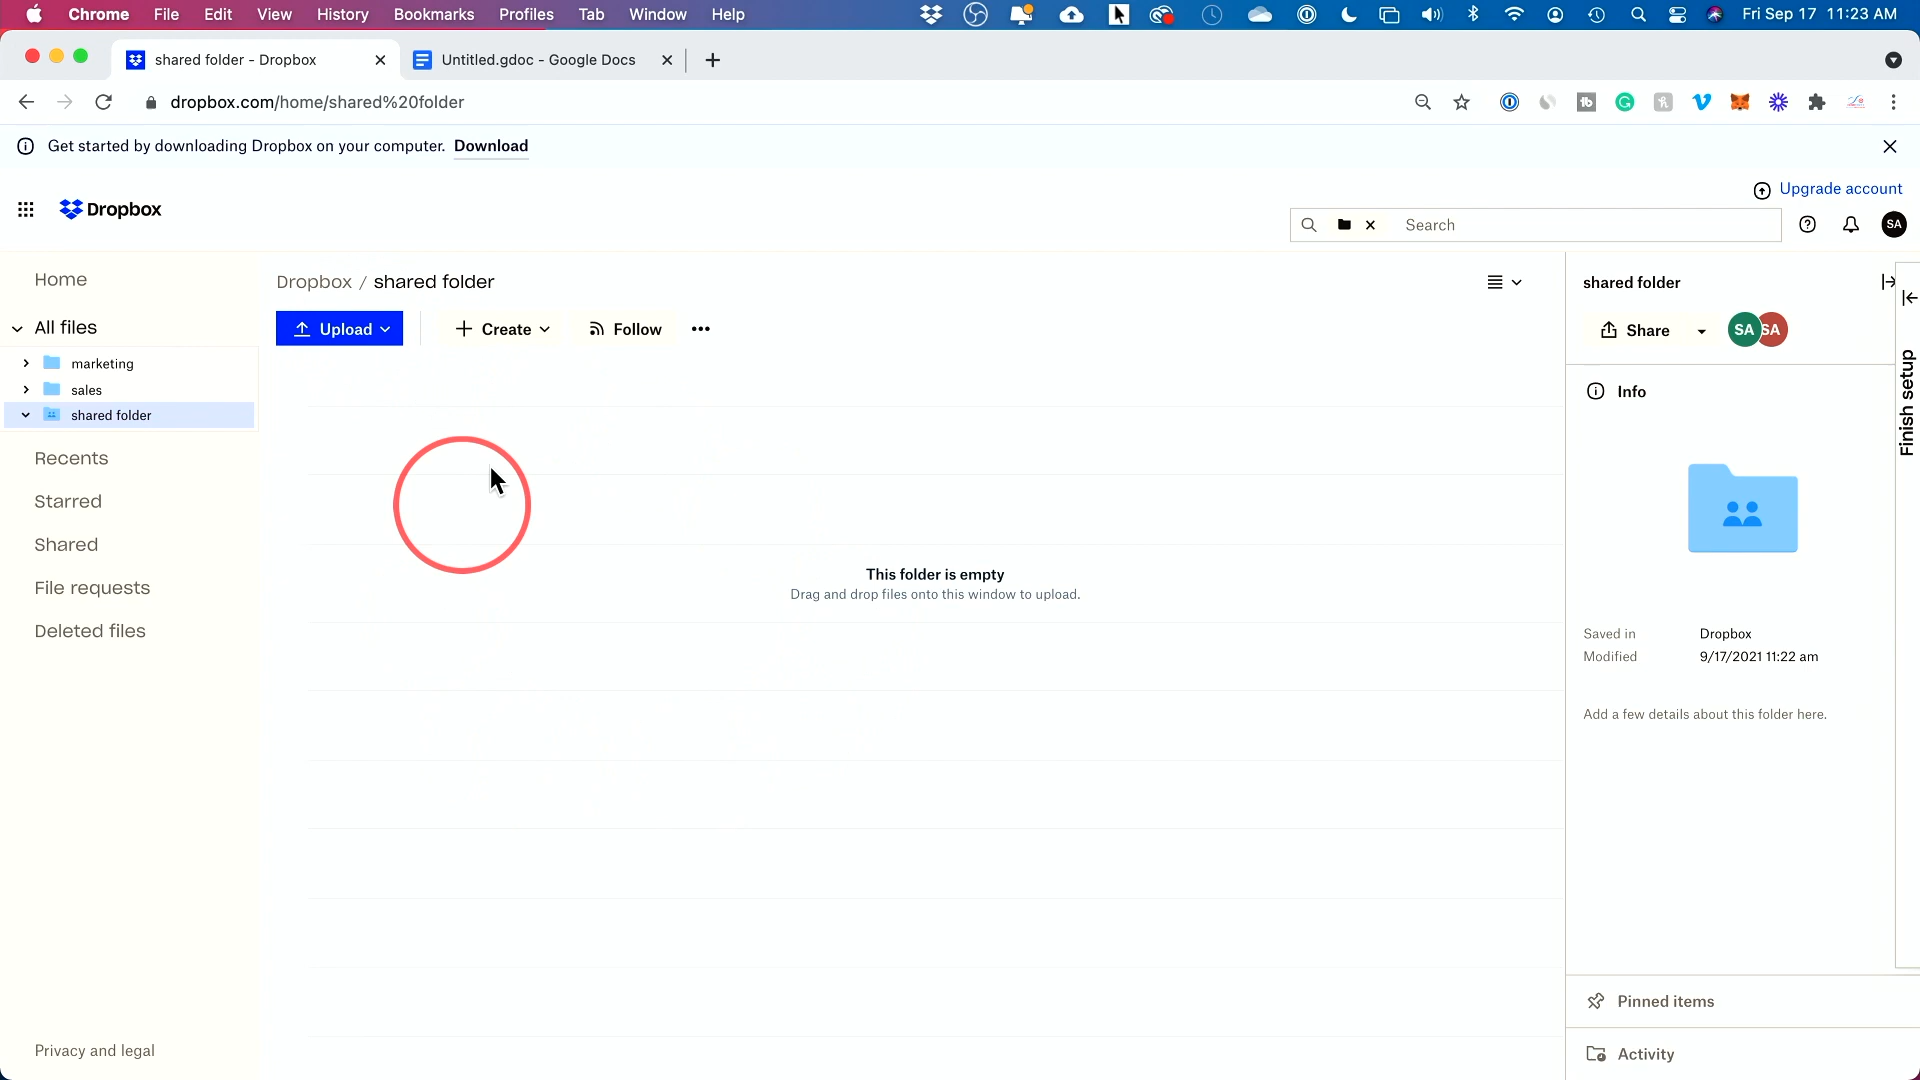 Chrome File Edit View History Bookmarks Profiles Tab Window Help Fri Sep 17 11:23 AM
shared folder - Dropbox Untitled.gdoc - Google Docs
dropbox.com/home/shared%20folder
Get started by downloading Dropbox on your computer. Download
Upgrade account
Dropbox
Search
SA
Home
Dropbox / shared folder
shared folder
All files
Upload
Create
Follow
Share
SA
SA
marketing
sales
shared folder
Info
Finish setup
Recents
Starred
Shared
File requests
Deleted files
This folder is empty
Drag and drop files onto this window to upload.
Saved in Dropbox
Modified 9/17/2021 11:22 am
Add a few details about this folder here.
Pinned items
Activity
Privacy and legal